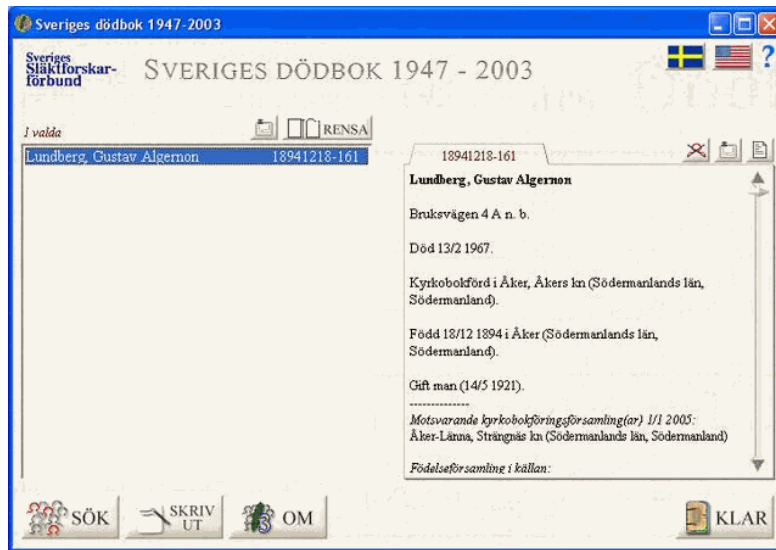 Sveriges dödbok 1947-2003
Sveriges
Släktforskar-
förbund
SVERIGES DÖDBOK 1947 - 2003
?
1 valda
RENSA
Lundberg, Gustav Algernon 18941218-161
18941218-161
Lundberg, Gustav Algernon
Bruksvägen 4 A n. b.
Död 13/2 1967.
Kyrkobokförd i Åker, Åkers kn (Södermanlands län,
Södermanland).
Född 18/12 1894 i Åker (Södermanlands län,
Södermanland).
Gift man (14/5 1921).
--------------
Motsvarande kyrkobokföringsförsamling(ar) 1/1 2005:
Åker-Länna, Strängnäs kn (Södermanlands län, Södermanland)
Födelseförsamling i källan:
SÖK
SKRIV
UT
3
OM
KLAR